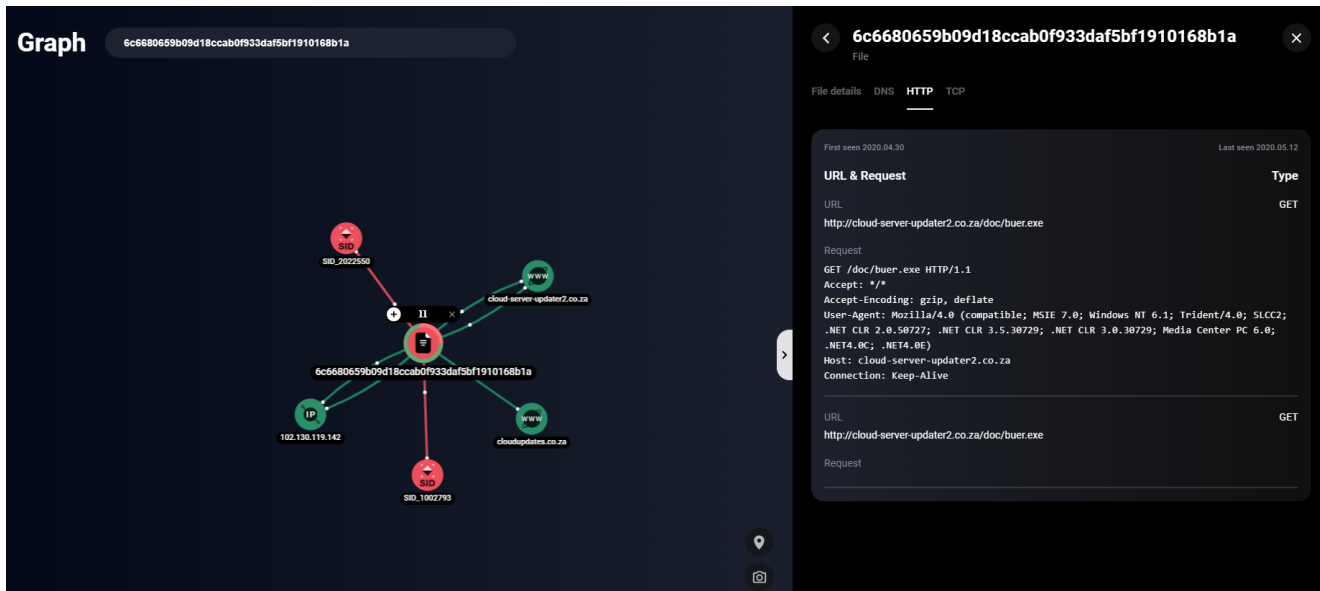 Graph
6c6680659b09d18ccab0f933daf5bf1910168b1a
SID
SID_2022550
www
cloud-server-updater2.co.za
11
6c6680659b09d18ccab0f933daf5bf1910168b1a
IP
102.130.119.142
www
cloudupdates.co.za
SID
SID_1002793
6c6680659b09d18ccab0f933daf5bf1910168b1a
File
File details DNS HTTP TCP
First seen 2020.04.30 Last seen 2020.05.12
URL & Request Type
URL GET
http://cloud-server-updater2.co.za/doc/buer.exe
Request
GET /doc/buer.exe HTTP/1.1
Accept: */*
Accept-Encoding: gzip, deflate
User-Agent: Mozilla/4.0 (compatible; MSIE 7.0; Windows NT 6.1; Trident/4.0; SLCC2;
.NET CLR 2.0.50727; .NET CLR 3.5.30729; .NET CLR 3.0.30729; Media Center PC 6.0;
.NET4.0C; .NET4.0E)
Host: cloud-server-updater2.co.za
Connection: Keep-Alive
URL GET
http://cloud-server-updater2.co.za/doc/buer.exe
Request